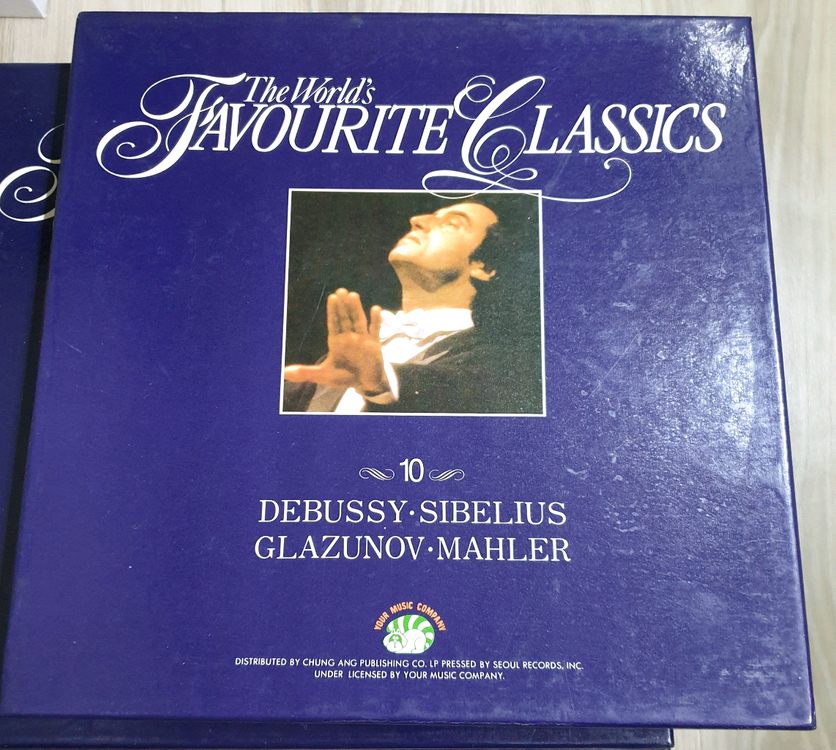 The World's
FAVOURITE CLASSICS
10
DEBUSSY·SIBELIUS
GLAZUNOV·MAHLER
YOUR MUSIC COMPANY
DISTRIBUTED BY CHUNG ANG PUBLISHING CO. LP PRESSED BY SEOUL RECORDS, INC.
UNDER LICENSED BY YOUR MUSIC COMPANY.